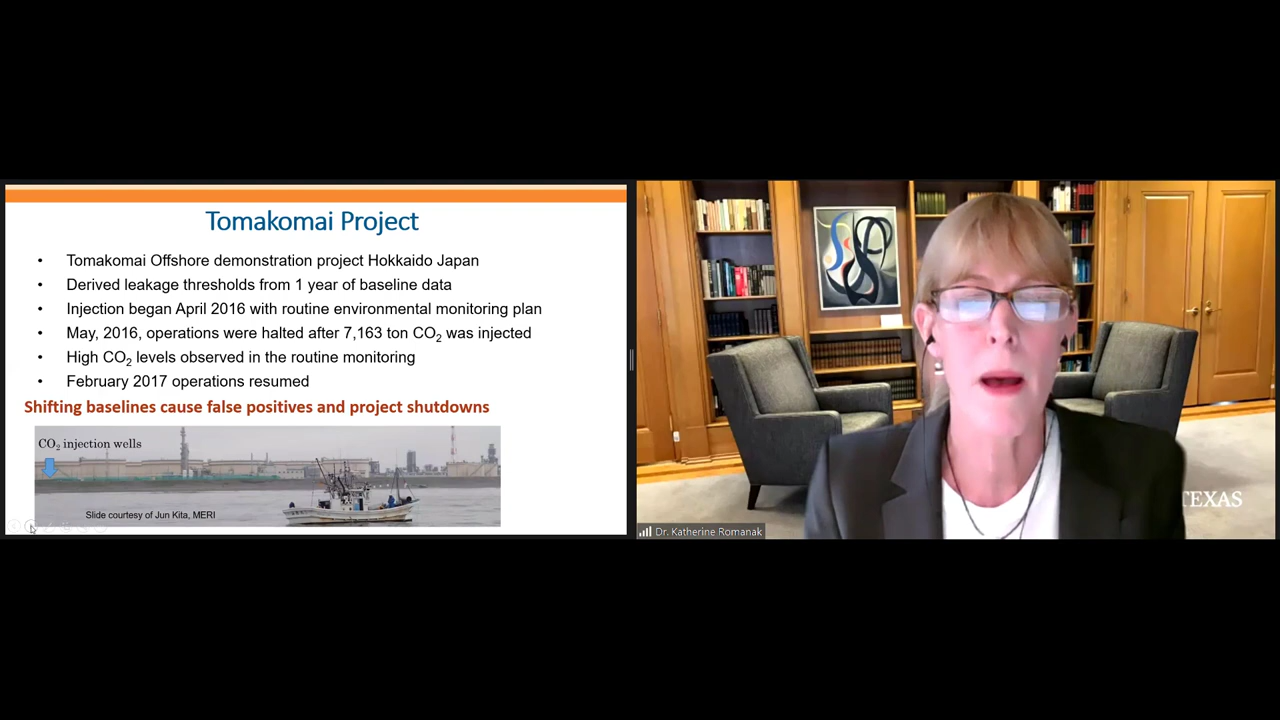 Tomakomai Project
• Tomakomai Offshore demonstration project Hokkaido Japan
• Derived leakage thresholds from 1 year of baseline data
• Injection began April 2016 with routine environmental monitoring plan
• May, 2016, operations were halted after 7,163 ton CO₂ was injected
• High CO₂ levels observed in the routine monitoring
• February 2017 operations resumed
Shifting baselines cause false positives and project shutdowns
CO₂ injection wells
Slide courtesy of Jun Kita, MERI
TEXAS
Dr. Katherine Romanak